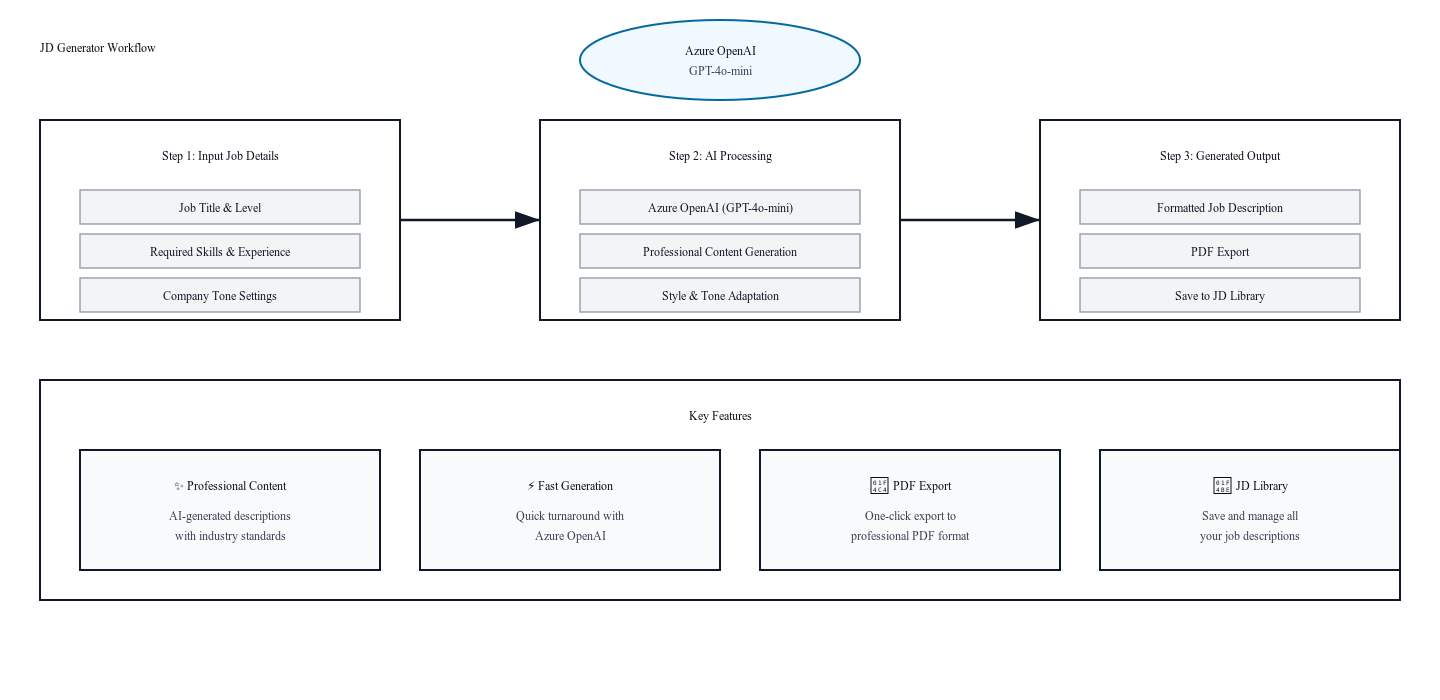 JD Generator Workflow
Azure OpenAI
GPT-4o-mini
Step 1: Input Job Details
Job Title & Level
Required Skills & Experience
Company Tone Settings
Step 2: AI Processing
Azure OpenAI (GPT-4o-mini)
Professional Content Generation
Style & Tone Adaptation
Step 3: Generated Output
Formatted Job Description
PDF Export
Save to JD Library
Key Features
✨ Professional Content
AI-generated descriptions
with industry standards
⚡ Fast Generation
Quick turnaround with
Azure OpenAI
PDF Export
One-click export to
professional PDF format
JD Library
Save and manage all
your job descriptions